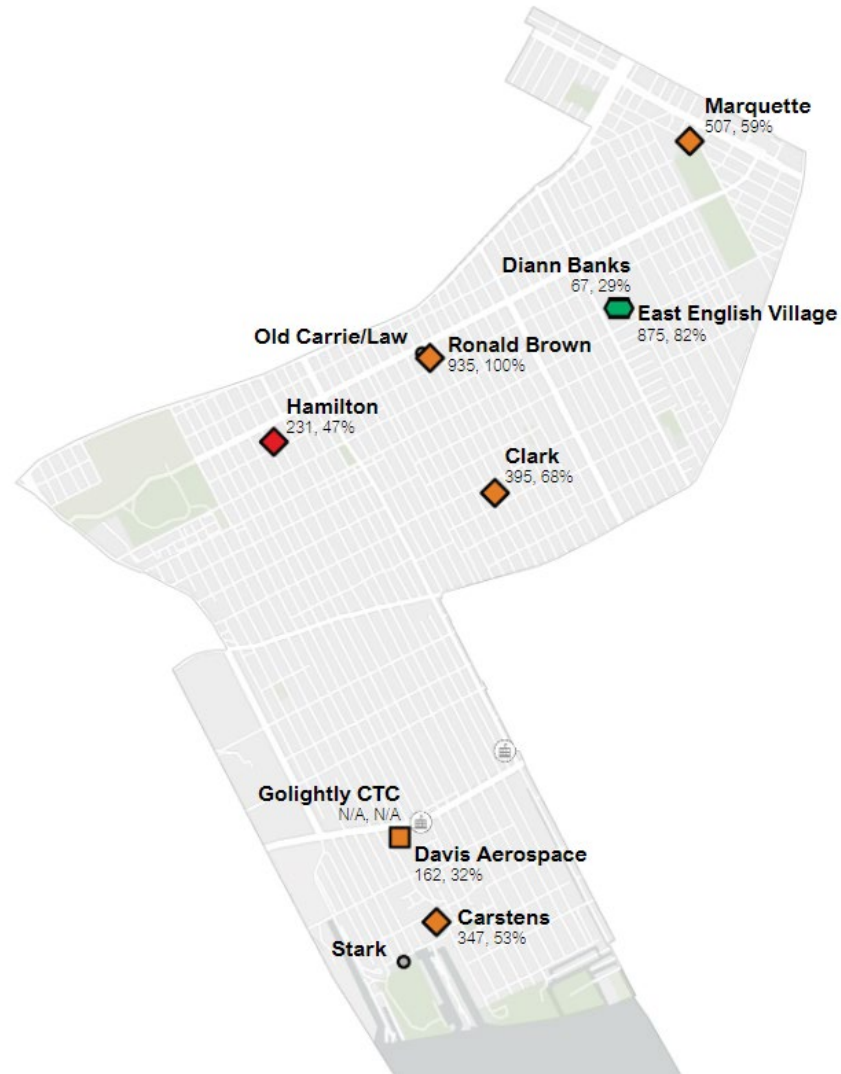 Marquette
507, 59%
Diann Banks
67, 29%
East English Village
875, 82%
Old Carrie/Law
Ronald Brown
935, 100%
Hamilton
231, 47%
Clark
395, 68%
Golightly CTC
N/A, N/A
Davis Aerospace
162, 32%
Carstens
347, 53%
Stark